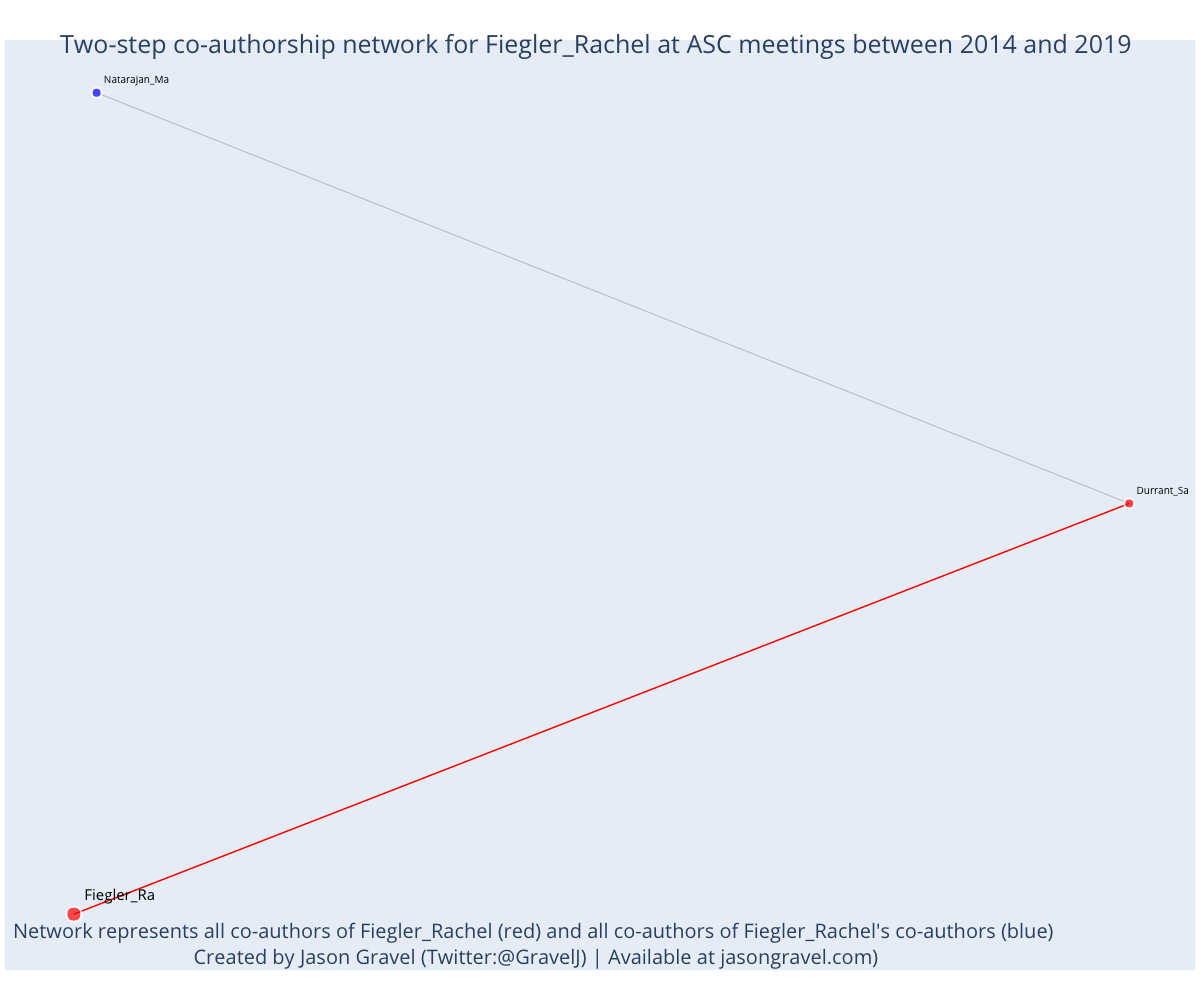 Two-step co-authorship network for Fiegler_Rachel at ASC meetings between 2014 and 2019
Natarajan_Ma
Durrant_Sa
Fiegler_Ra
Network represents all co-authors of Fiegler_Rachel (red) and all co-authors of Fiegler_Rachel's co-authors (blue)
Created by Jason Gravel (Twitter:@GravelJ) | Available at jasongravel.com)